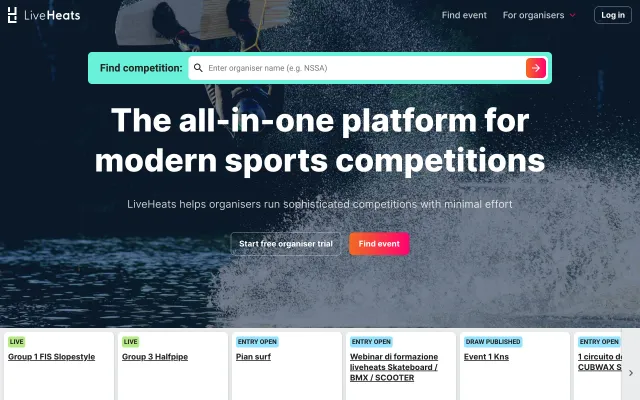 LiveHeats
Find event
For organisers
Log in
Find competition:
Enter organiser name (e.g. NSSA)
The all-in-one platform for
modern sports competitions
LiveHeats helps organisers run sophisticated competitions with minimal effort
Start free organiser trial
Find event
LIVE
Group 1 FIS Slopestyle
LIVE
Group 3 Halfpipe
ENTRY OPEN
Pian surf
ENTRY OPEN
Webinar di formazione
liveheats Skateboard /
BMX / SCOOTER
DRAW PUBLISHED
Event 1 Kns
ENTRY OPEN
1 circuito
CUBWAX